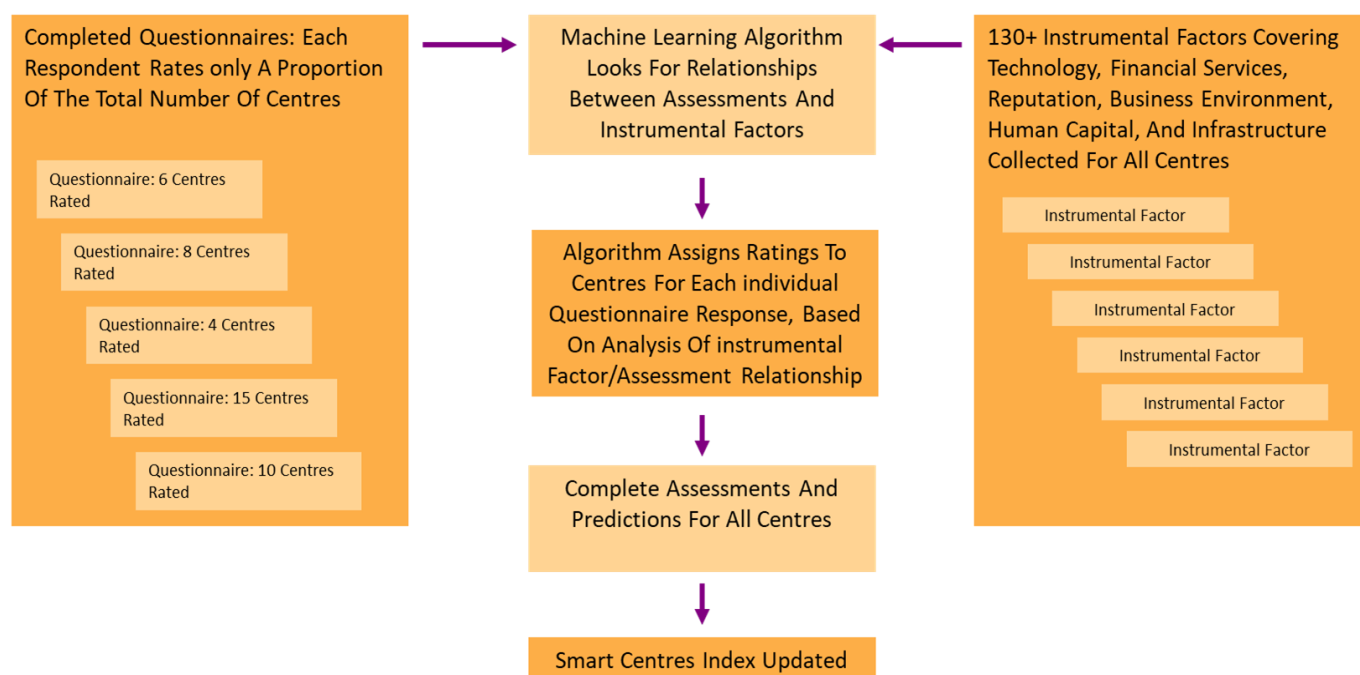 Completed Questionnaires: Each
Respondent Rates only A Proportion
Of The Total Number Of Centres
Questionnaire: 6 Centres
Rated
Questionnaire: 8 Centres
Rated
Questionnaire: 4 Centres
Rated
Questionnaire: 15 Centres
Rated
Questionnaire: 10 Centres
Rated
Machine Learning Algorithm
Looks For Relationships
Between Assessments And
Instrumental Factors
Algorithm Assigns Ratings To
Centres For Each individual
Questionnaire Response, Based
On Analysis Of instrumental
Factor/Assessment Relationship
Complete Assessments And
Predictions For All Centres
Smart Centres Index Updated
130+ Instrumental Factors Covering
Technology, Financial Services,
Reputation, Business Environment,
Human Capital, And Infrastructure
Collected For All Centres
Instrumental Factor
Instrumental Factor
Instrumental Factor
Instrumental Factor
Instrumental Factor
Instrumental Factor